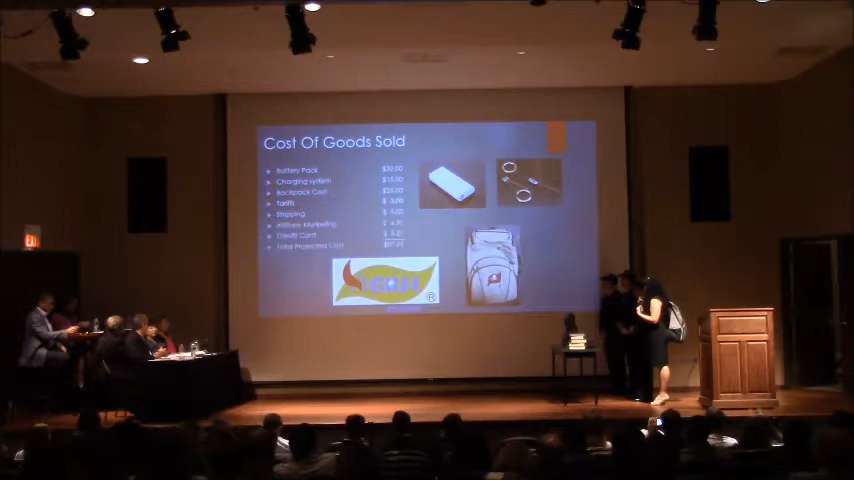 Cost Of Goods Sold
Battery Pack $32.00
Charging system $15.00
Backpack Cost $25.00
Tariffs
Shipping
Affiliate Marketing
Credit Card
Total Projected Cost
®
EXIT